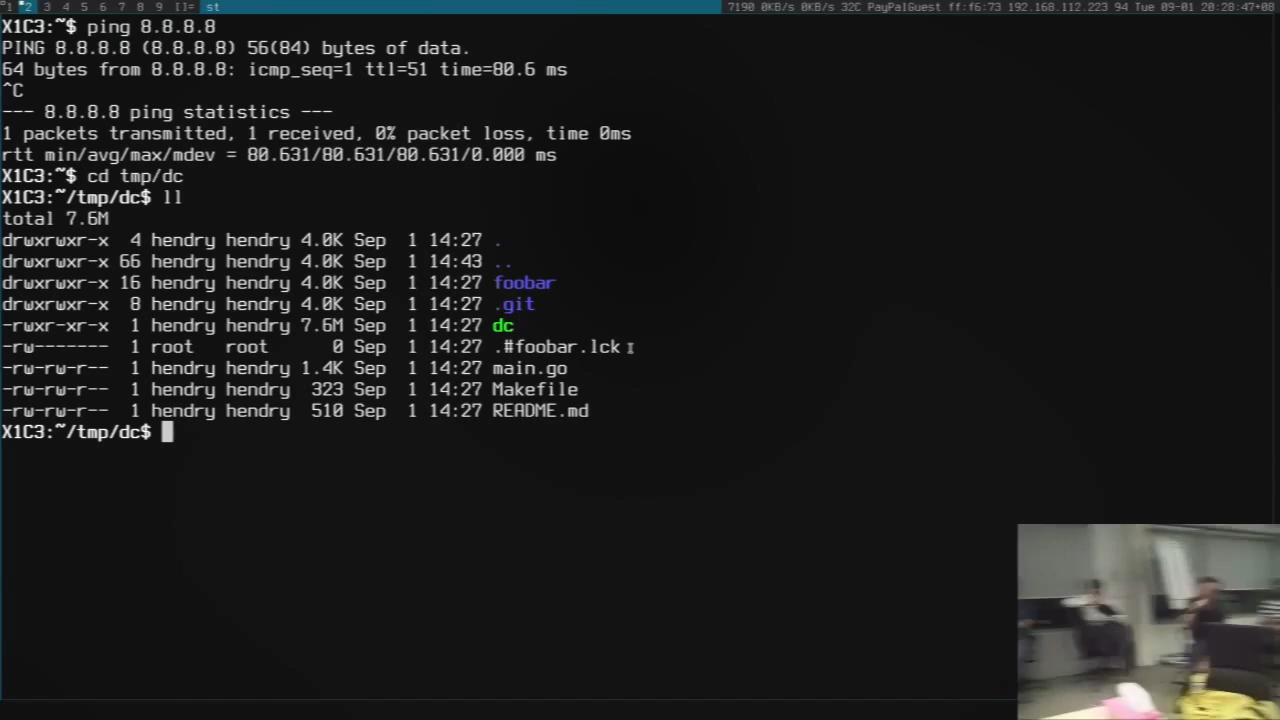 1 2 3 4 5 6 7 8 9 []= st 7190 0KB/s 0KB/s 32C PayPalGuest ff:f6:73 192.168.112.223 94 Tue 09-01 20:28:47+08
X1C3:~$ ping 8.8.8.8
PING 8.8.8.8 (8.8.8.8) 56(84) bytes of data.
64 bytes from 8.8.8.8: icmp_seq=1 ttl=51 time=80.6 ms
^C
--- 8.8.8.8 ping statistics ---
1 packets transmitted, 1 received, 0% packet loss, time 0ms
rtt min/avg/max/mdev = 80.631/80.631/80.631/0.000 ms
X1C3:~$ cd tmp/dc
X1C3:~/tmp/dc$ ll
total 7.6M
drwxrwxr-x 4 hendry hendry 4.0K Sep 1 14:27 .
drwxrwxr-x 66 hendry hendry 4.0K Sep 1 14:43 ..
drwxrwxr-x 16 hendry hendry 4.0K Sep 1 14:27 foobar
drwxrwxr-x 8 hendry hendry 4.0K Sep 1 14:27 .git
-rwxr-xr-x 1 hendry hendry 7.6M Sep 1 14:27 dc
-rw------- 1 root root 0 Sep 1 14:27 .#foobar.lck
-rw-rw-r-- 1 hendry hendry 1.4K Sep 1 14:27 main.go
-rw-rw-r-- 1 hendry hendry 323 Sep 1 14:27 Makefile
-rw-rw-r-- 1 hendry hendry 510 Sep 1 14:27 README.md
X1C3:~/tmp/dc$